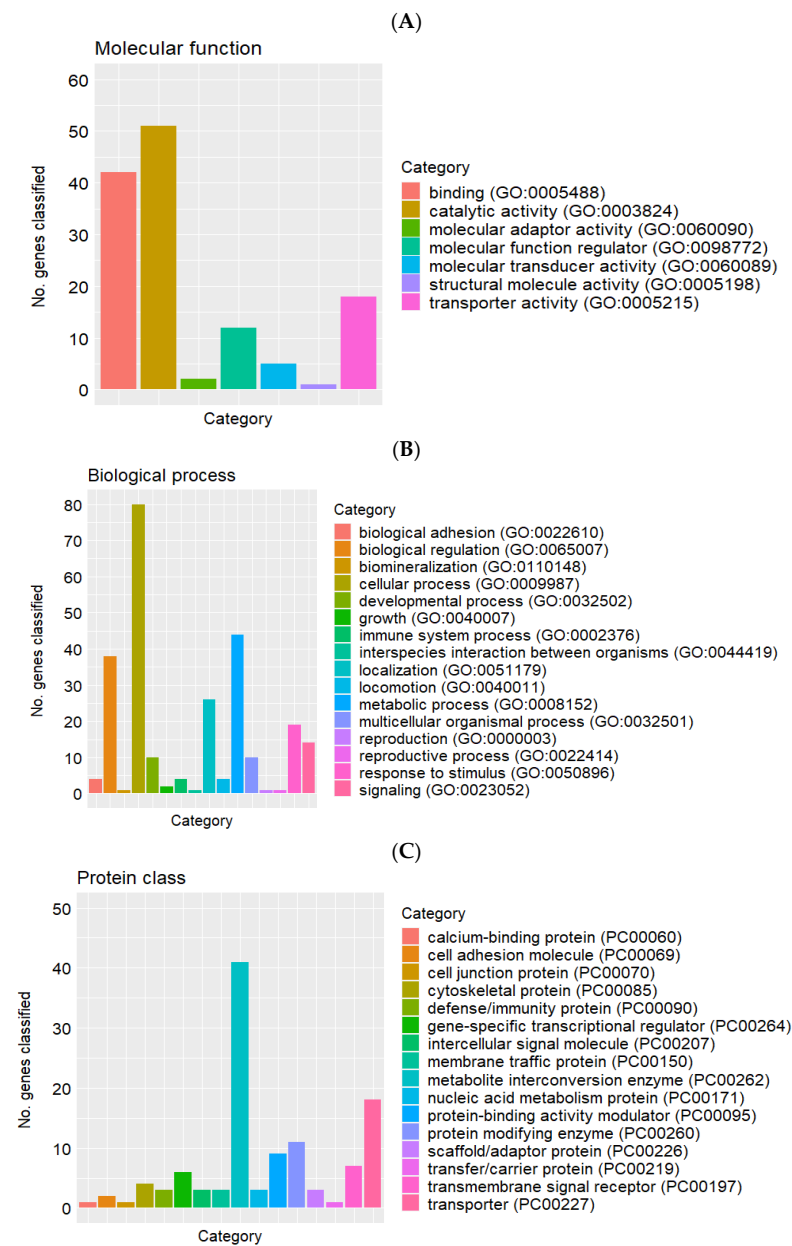 (A)
Molecular function
60
50
40
30
20
10
0
No. genes classified
Category
Category
binding (GO:0005488)
catalytic activity (GO:0003824)
molecular adaptor activity (GO:0060090)
molecular function regulator (GO:0098772)
molecular transducer activity (GO:0060089)
structural molecule activity (GO:0005198)
transporter activity (GO:0005215)
(B)
Biological process
80
70
60
50
40
30
20
10
0
No. genes classified
Category
Category
biological adhesion (GO:0022610)
biological regulation (GO:0065007)
biomineralization (GO:0110148)
cellular process (GO:0009987)
developmental process (GO:0032502)
growth (GO:0040007)
immune system process (GO:0002376)
interspecies interaction between organisms (GO:0044419)
localization (GO:0051179)
locomotion (GO:0040011)
metabolic process (GO:0008152)
multicellular organismal process (GO:0032501)
reproduction (GO:0000003)
reproductive process (GO:0022414)
response to stimulus (GO:0050896)
signaling (GO:0023052)
(C)
Protein class
50
40
30
20
10
0
No. genes classified
Category
Category
calcium-binding protein (PC00060)
cell adhesion molecule (PC00069)
cell junction protein (PC00070)
cytoskeletal protein (PC00085)
defense/immunity protein (PC00090)
gene-specific transcriptional regulator (PC00264)
intercellular signal molecule (PC00207)
membrane traffic protein (PC00150)
metabolite interconversion enzyme (PC00262)
nucleic acid metabolism protein (PC00171)
protein-binding activity modulator (PC00095)
protein modifying enzyme (PC00260)
scaffold/adaptor protein (PC00226)
transfer/carrier protein (PC00219)
transmembrane signal receptor (PC00197)
transporter (PC00227)